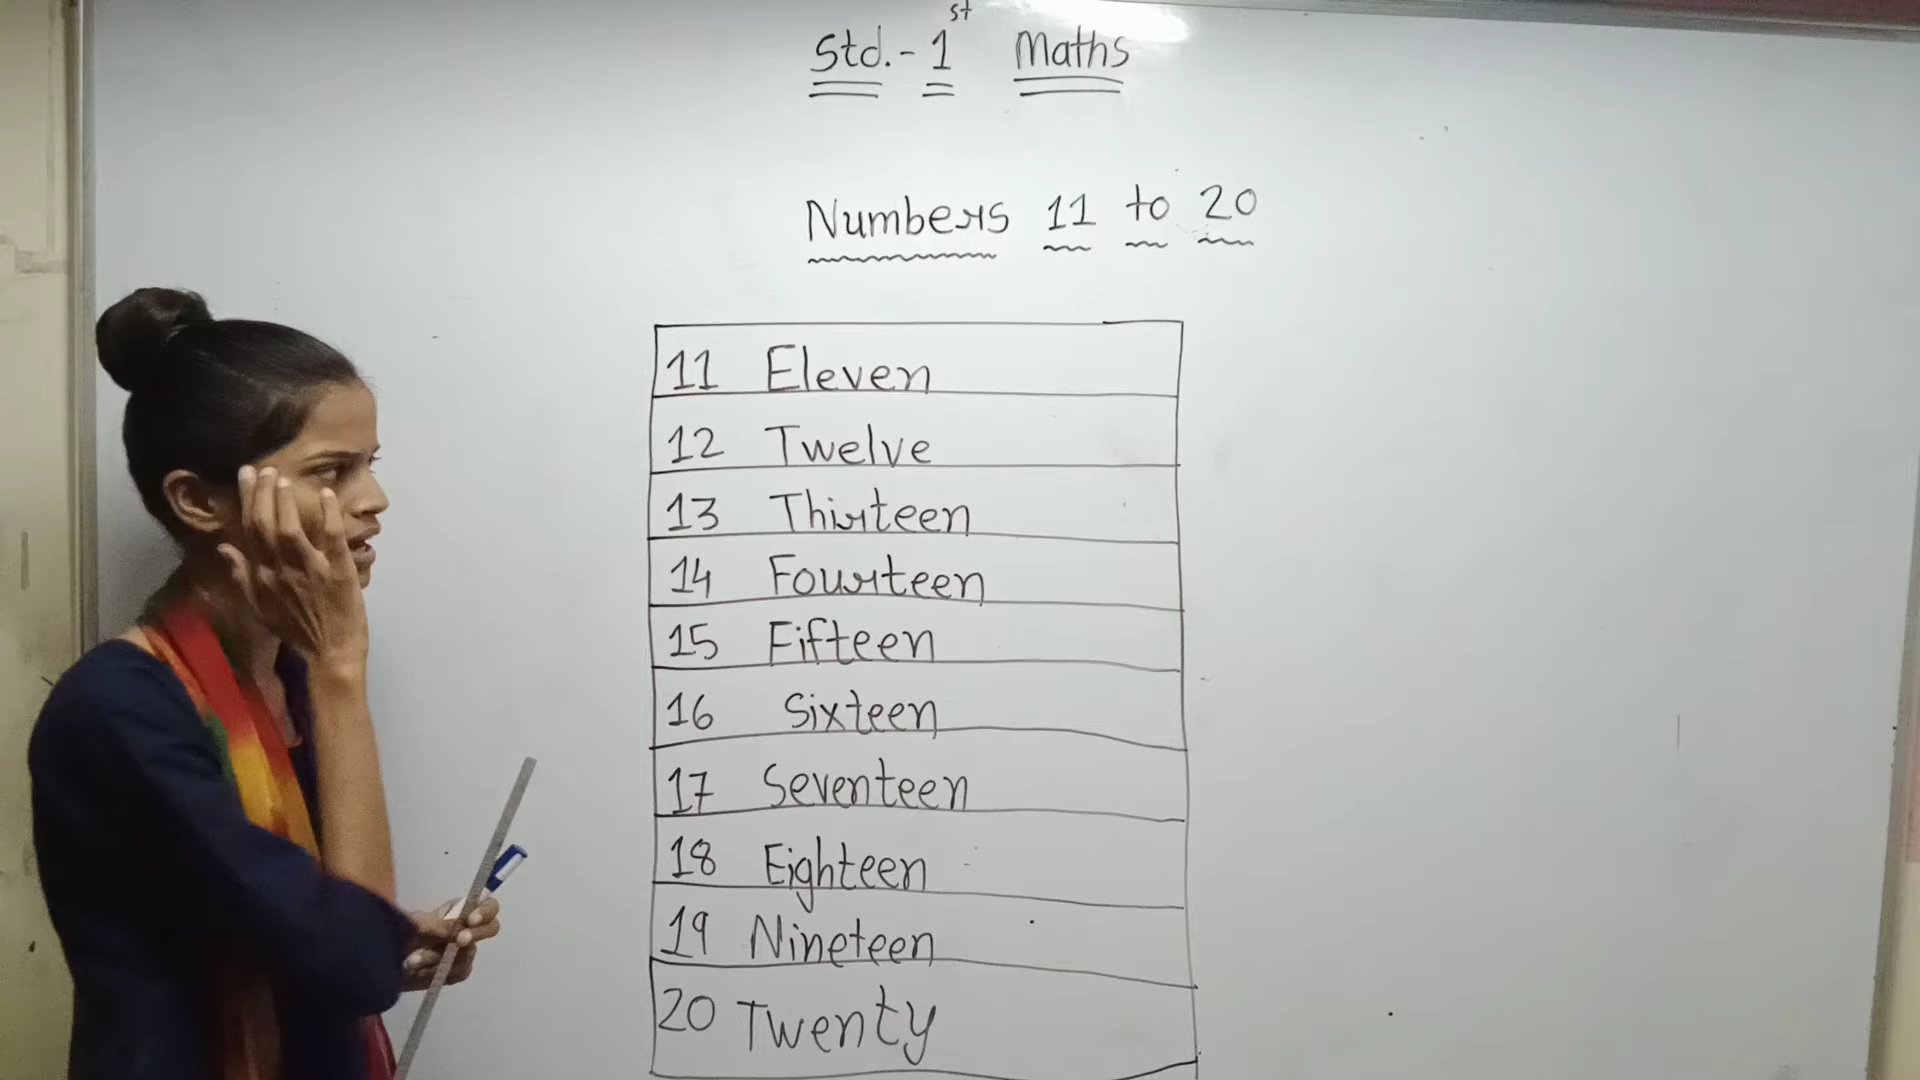 Std.- 1st Maths
Numbers 11 to 20
11 Eleven
12 Twelve
13 Thirteen
14 Fourteen
15 Fifteen
16 Sixteen
17 Seventeen
18 Eighteen
19 Nineteen
20 Twenty